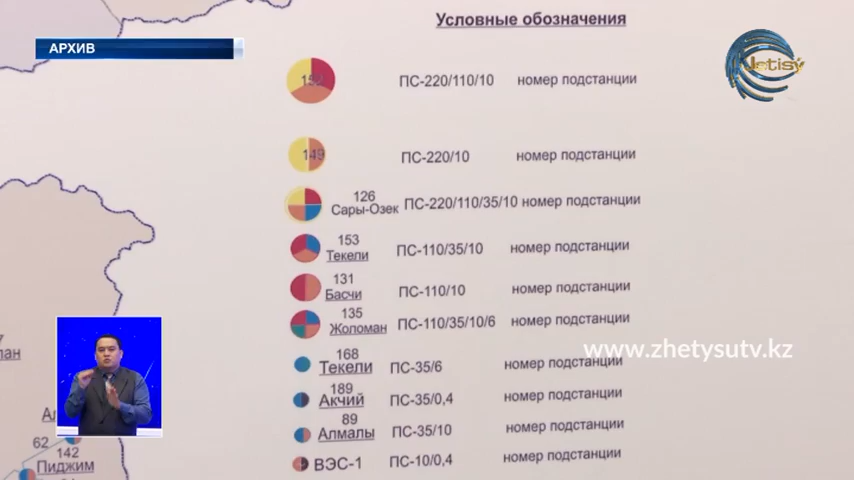 Условные обозначения
АРХИВ
Jetisý
ПС-220/110/10 номер подстанции
149 ПС-220/10 номер подстанции
126
Сары-Озек ПС-220/110/35/10 номер подстанции
153
Текели ПС-110/35/10 номер подстанции
131
Басчи ПС-110/10 номер подстанции
135
Жоломан ПС-110/35/10/6 номер подстанции
www.zhetysutv.kz
168
Текели ПС-35/6 номер подстанции
189
Акчий ПС-35/0,4 номер подстанции
89
Алмалы ПС-35/10 номер подстанции
ВЭС-1 ПС-10/0,4 номер подстанции
62
142
Пиджим